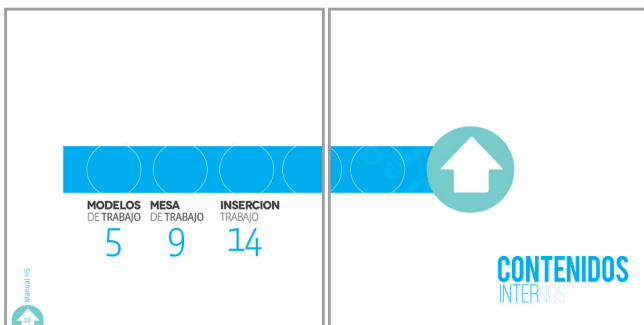 MODELOS
DE TRABAJO
5
MESA
DE TRABAJO
9
INSERCION
TRABAJO
14
Manual HS
12
CONTENIDOS
INTERNOS